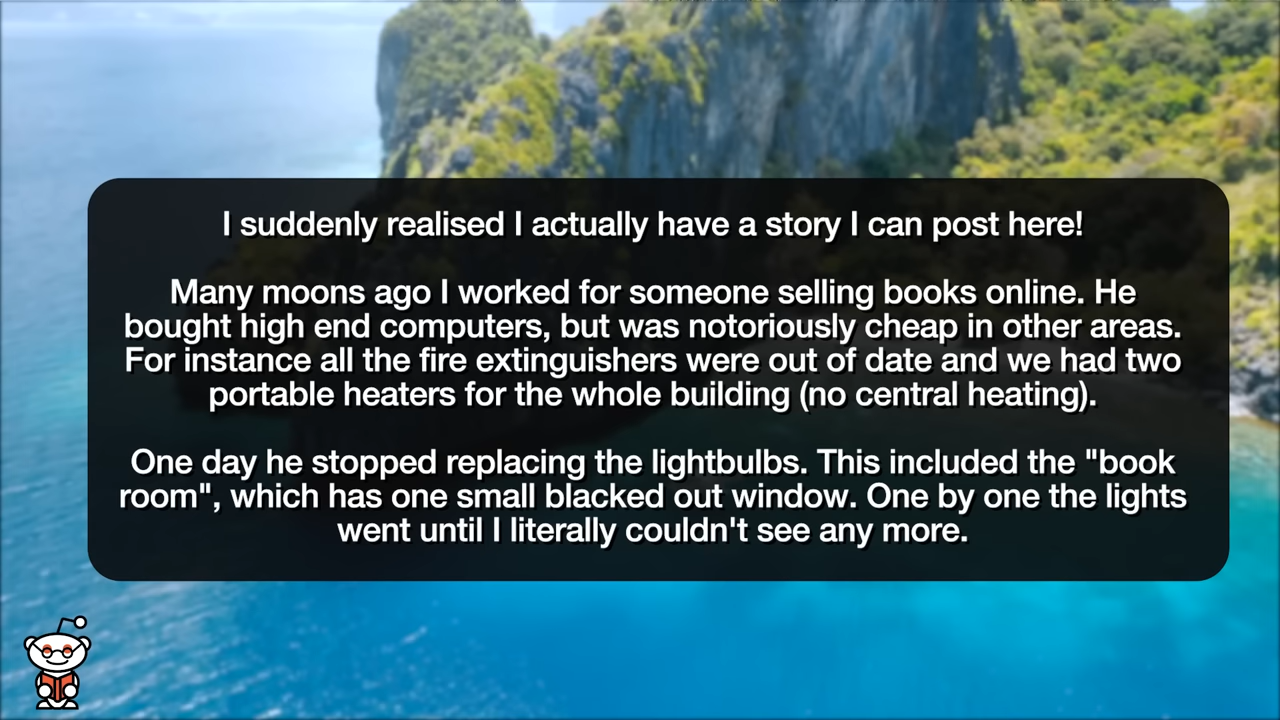 I suddenly realised I actually have a story I can post here!
Many moons ago I worked for someone selling books online. He
bought high end computers, but was notoriously cheap in other areas.
For instance all the fire extinguishers were out of date and we had two
portable heaters for the whole building (no central heating).
One day he stopped replacing the lightbulbs. This included the "book
room", which has one small blacked out window. One by one the lights
went until I literally couldn't see any more.